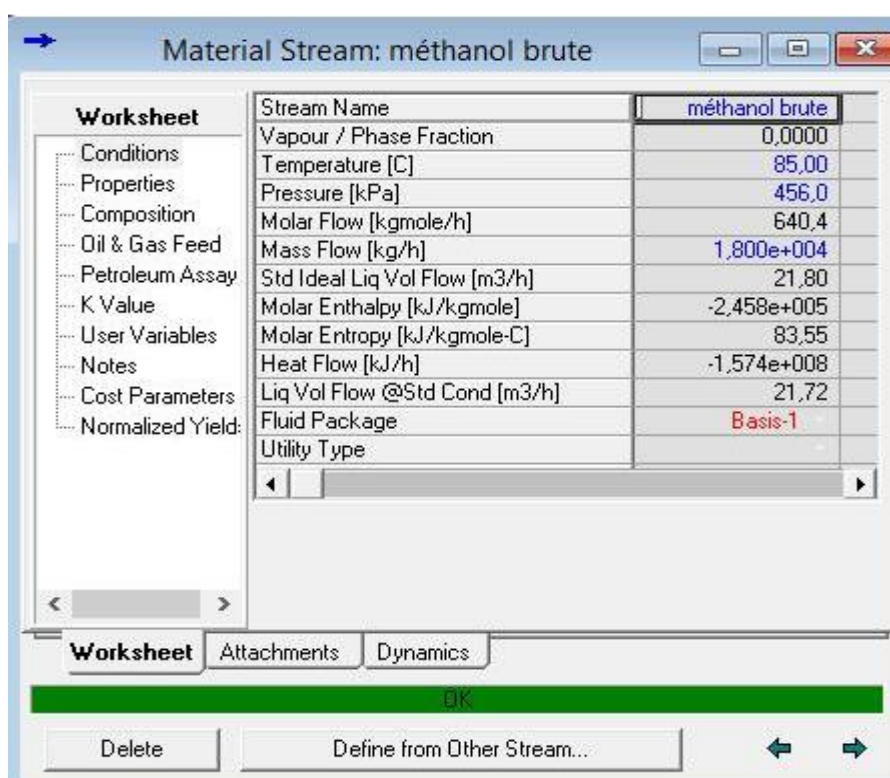 Material Stream: méthanol brute
Worksheet
Conditions
Properties
Composition
Oil & Gas Feed
Petroleum Assay
K Value
User Variables
Notes
Cost Parameters
Normalized Yield:
Stream Name méthanol brute
Vapour / Phase Fraction 0,0000
Temperature [C] 85,00
Pressure [kPa] 456,0
Molar Flow [kgmole/h] 640,4
Mass Flow [kg/h] 1,800e+004
Std Ideal Liq Vol Flow [m3/h] 21,80
Molar Enthalpy [kJ/kgmole] -2,458e+005
Molar Entropy [kJ/kgmole-C] 83,55
Heat Flow [kJ/h] -1,574e+008
Liq Vol Flow @Std Cond [m3/h] 21,72
Fluid Package Basis-1
Utility Type
Worksheet Attachments Dynamics
OK
Delete Define from Other Stream...